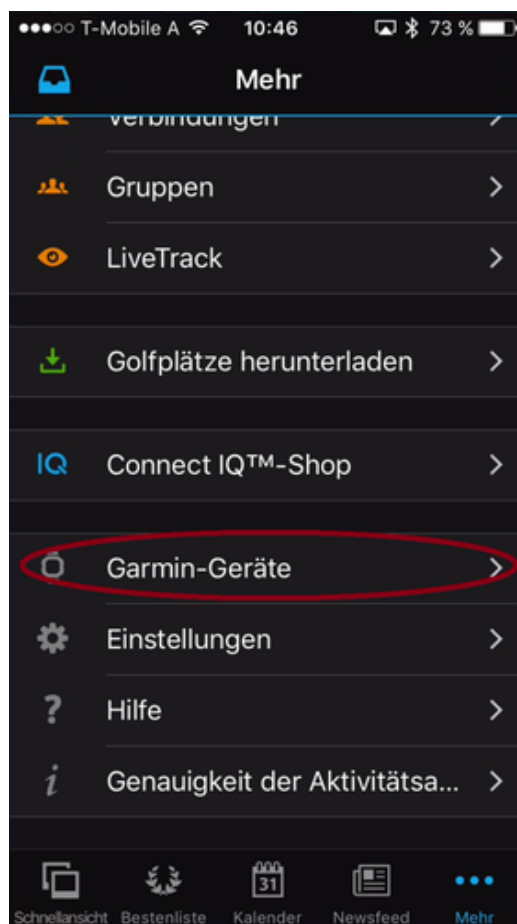 T-Mobile A 10:46 73 %
Mehr
Verbindungen
Gruppen
LiveTrack
Golfplätze herunterladen
IQ Connect IQ™-Shop
Garmin-Geräte
Einstellungen
? Hilfe
i Genauigkeit der Aktivitätsa...
31
Schnellansicht Bestenliste Kalender Newsfeed Mehr